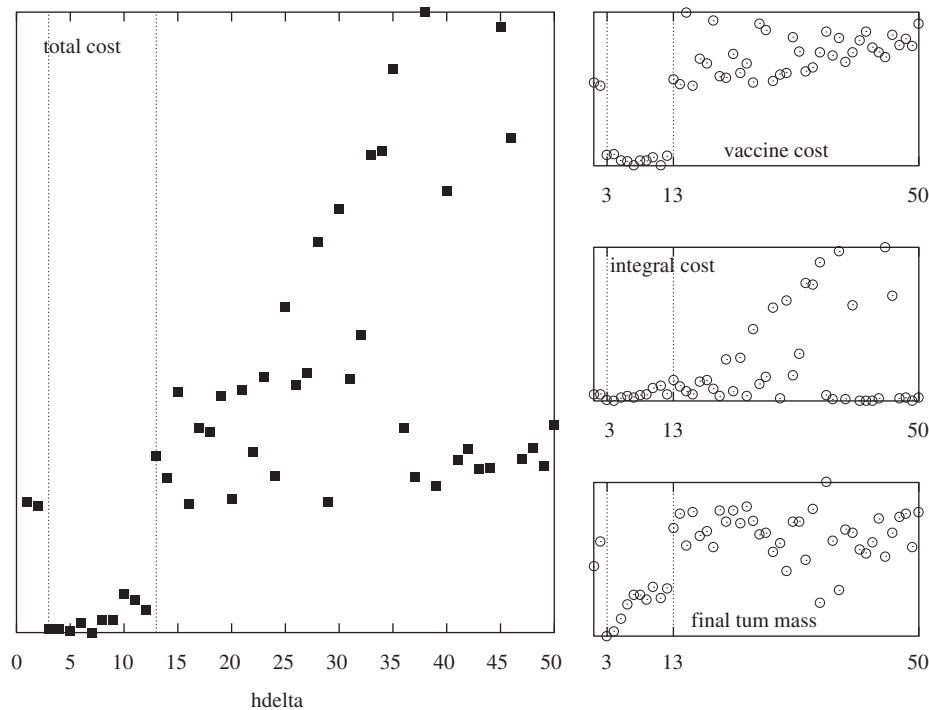 total cost
0 5 10 15 20 25 30 35 40 45 50
hdelta
vaccine cost
3 13 50
integral cost
3 13 50
final tum mass
3 13 50